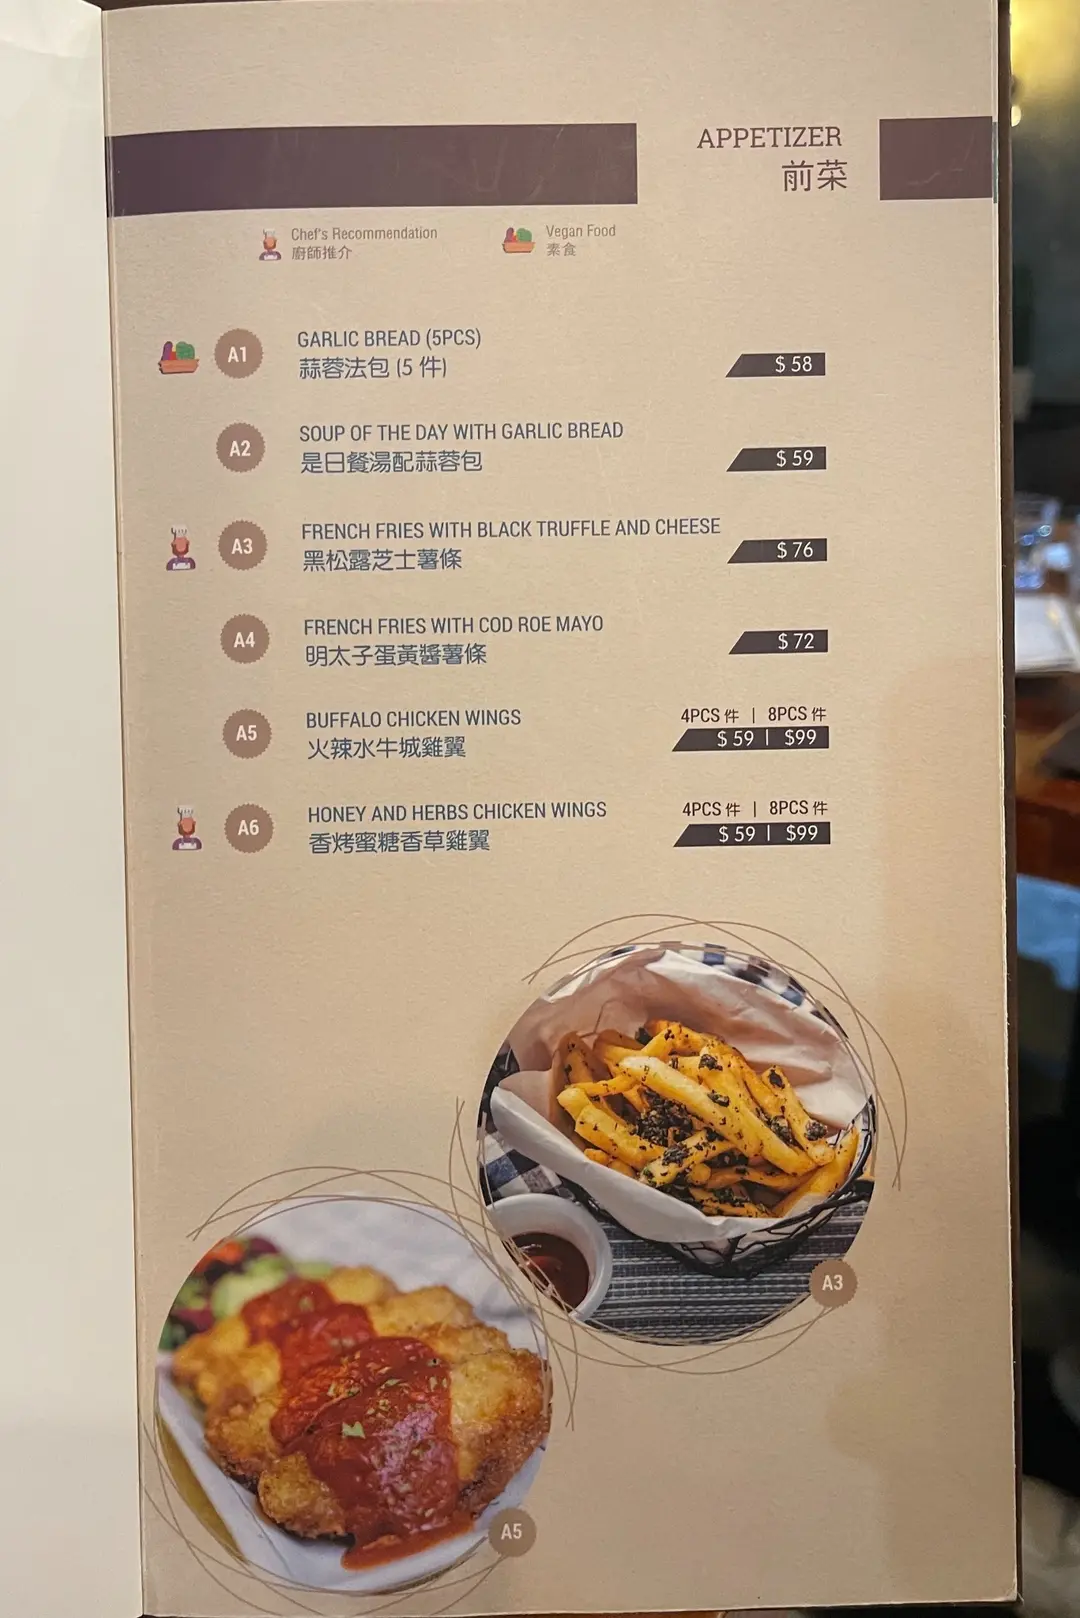 APPETIZER
前菜
Chef's Recommendation
廚師推介
Vegan Food
素食
A1
GARLIC BREAD (5PCS)
蒜蓉法包 (5 件)
$ 58
A2
SOUP OF THE DAY WITH GARLIC BREAD
是日餐湯配蒜蓉包
$ 59
A3
FRENCH FRIES WITH BLACK TRUFFLE AND CHEESE
黑松露芝士薯條
$ 76
A4
FRENCH FRIES WITH COD ROE MAYO
明太子蛋黃醬薯條
$ 72
A5
BUFFALO CHICKEN WINGS
火辣水牛城雞翼
4PCS 件 | 8PCS 件
$ 59 | $99
A6
HONEY AND HERBS CHICKEN WINGS
香烤蜜糖香草雞翼
4PCS 件 | 8PCS 件
$ 59 | $99
A3
A5